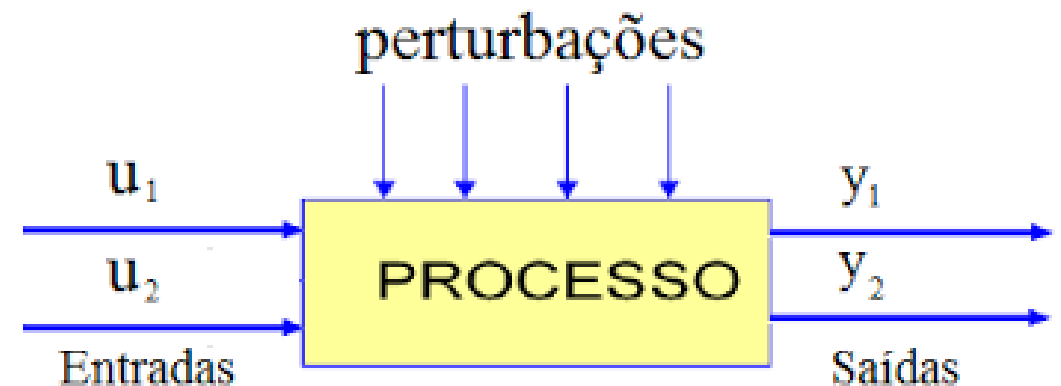 perturbações
u₁
y₁
u₂
PROCESSO
y₂
Entradas
Saídas